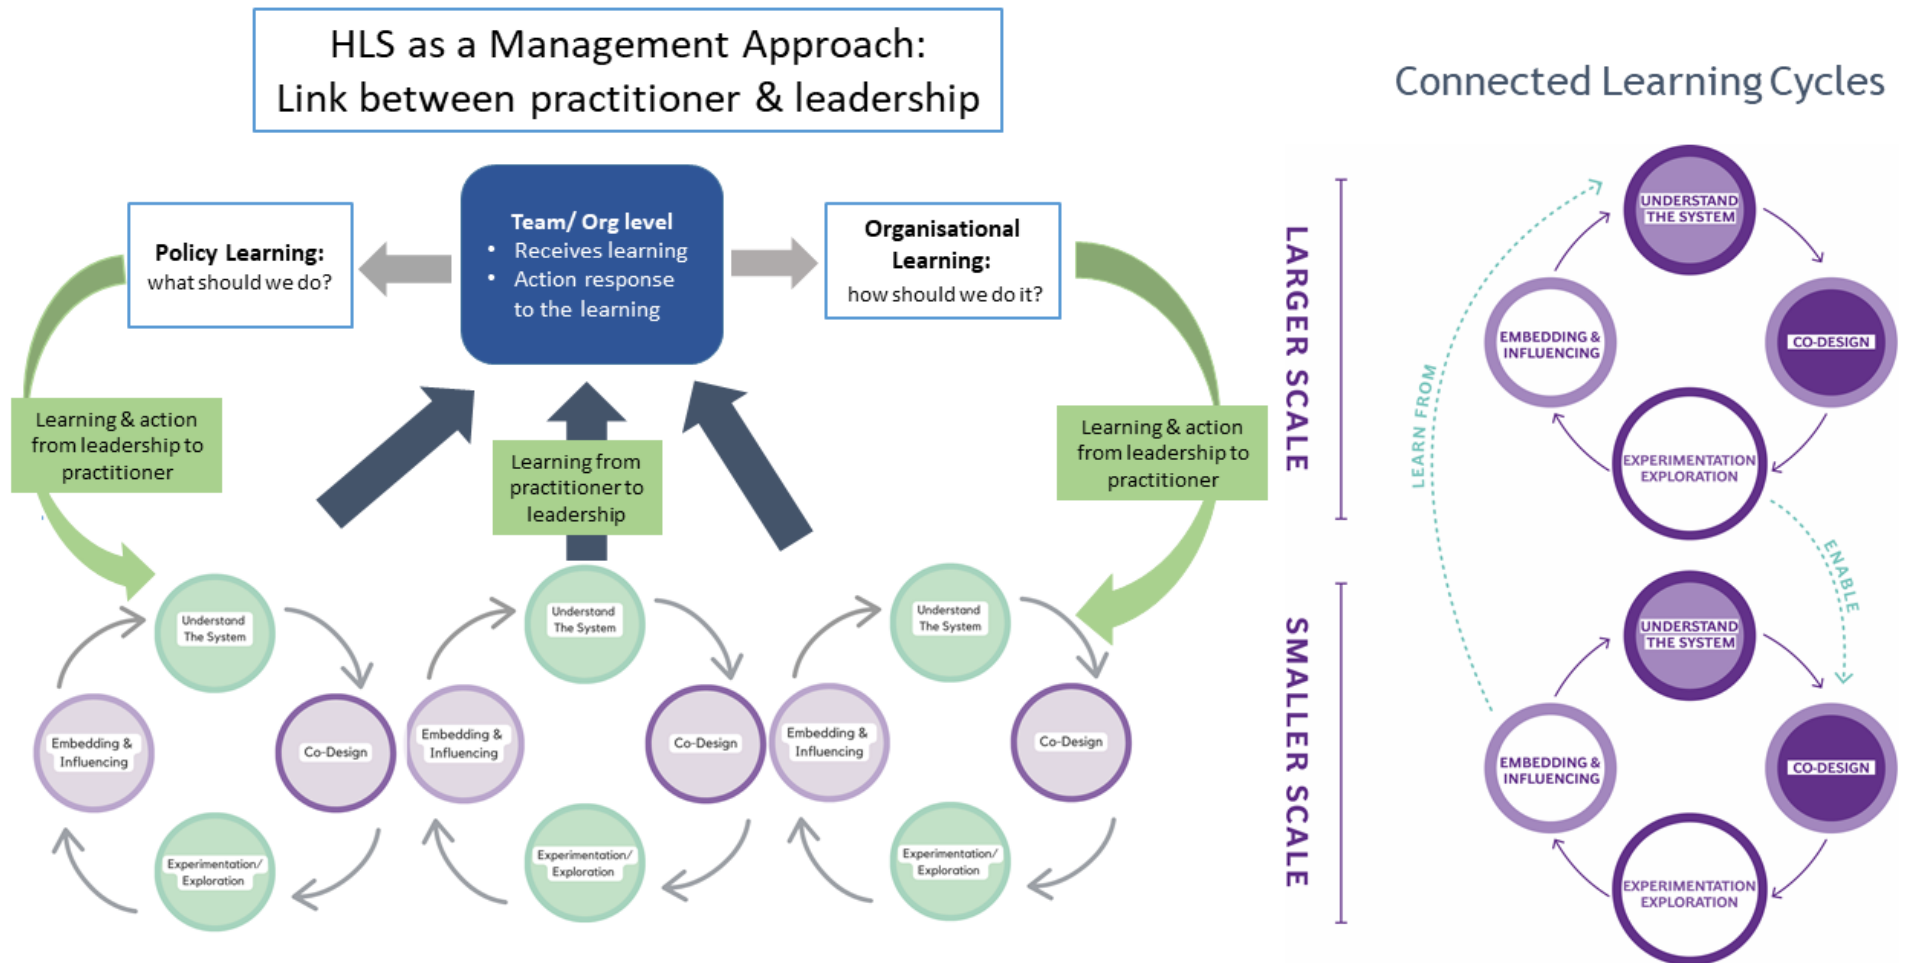 HLS as a Management Approach:
Link between practitioner & leadership
Policy Learning:
what should we do?
Team/ Org level
• Receives learning
• Action response
to the learning
Organisational
Learning:
how should we do it?
Learning & action
from leadership to
practitioner
Learning from
practitioner to
leadership
Learning & action
from leadership to
practitioner
Understand
The System
Co-Design
Experimentation/
Exploration
Embedding &
Influencing
Understand
The System
Co-Design
Experimentation/
Exploration
Embedding &
Influencing
Understand
The System
Co-Design
Experimentation/
Exploration
Embedding &
Influencing
Connected Learning Cycles
LARGER SCALE
UNDERSTAND
THE SYSTEM
CO-DESIGN
EXPERIMENTATION
EXPLORATION
EMBEDDING &
INFLUENCING
LEARN FROM
ENABLE
SMALLER SCALE
UNDERSTAND
THE SYSTEM
CO-DESIGN
EXPERIMENTATION
EXPLORATION
EMBEDDING &
INFLUENCING